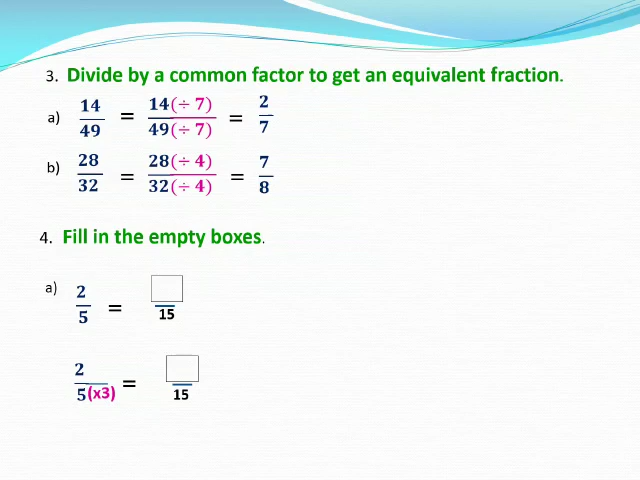 3. Divide by a common factor to get an equivalent fraction.
a) 14/49 = 14(÷ 7)/49(÷ 7) = 2/7
b) 28/32 = 28(÷ 4)/32(÷ 4) = 7/8
4. Fill in the empty boxes.
a) 2/5 = □/15
2/5(x3) = □/15